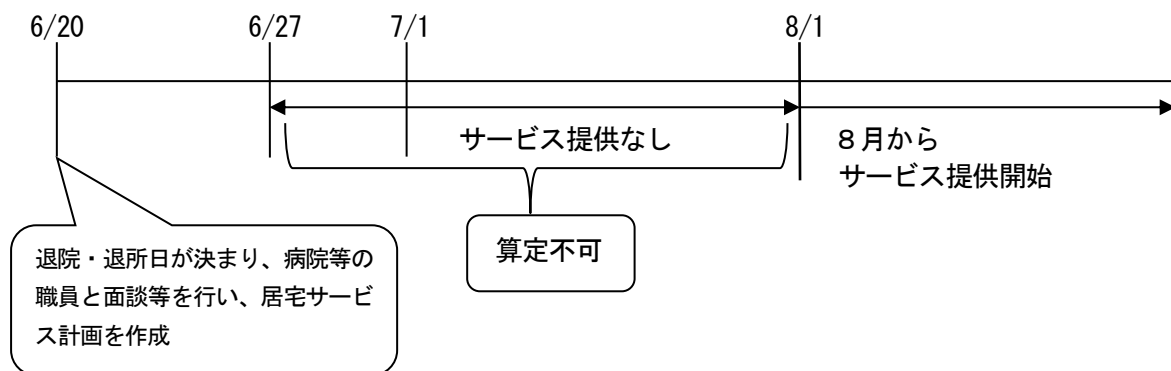 6/20
6/27
7/1
8/1
サービス提供なし
８月から
サービス提供開始
算定不可
退院・退所日が決まり、病院等の
職員と面談等を行い、居宅サービ
ス計画を作成